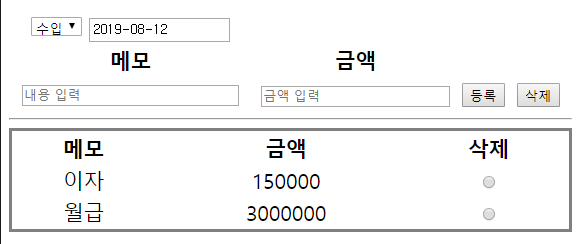 수입 2019-08-12
메모 금액
내용 입력 금액 입력 등록 삭제
메모 금액 삭제
이자 150000
월급 3000000